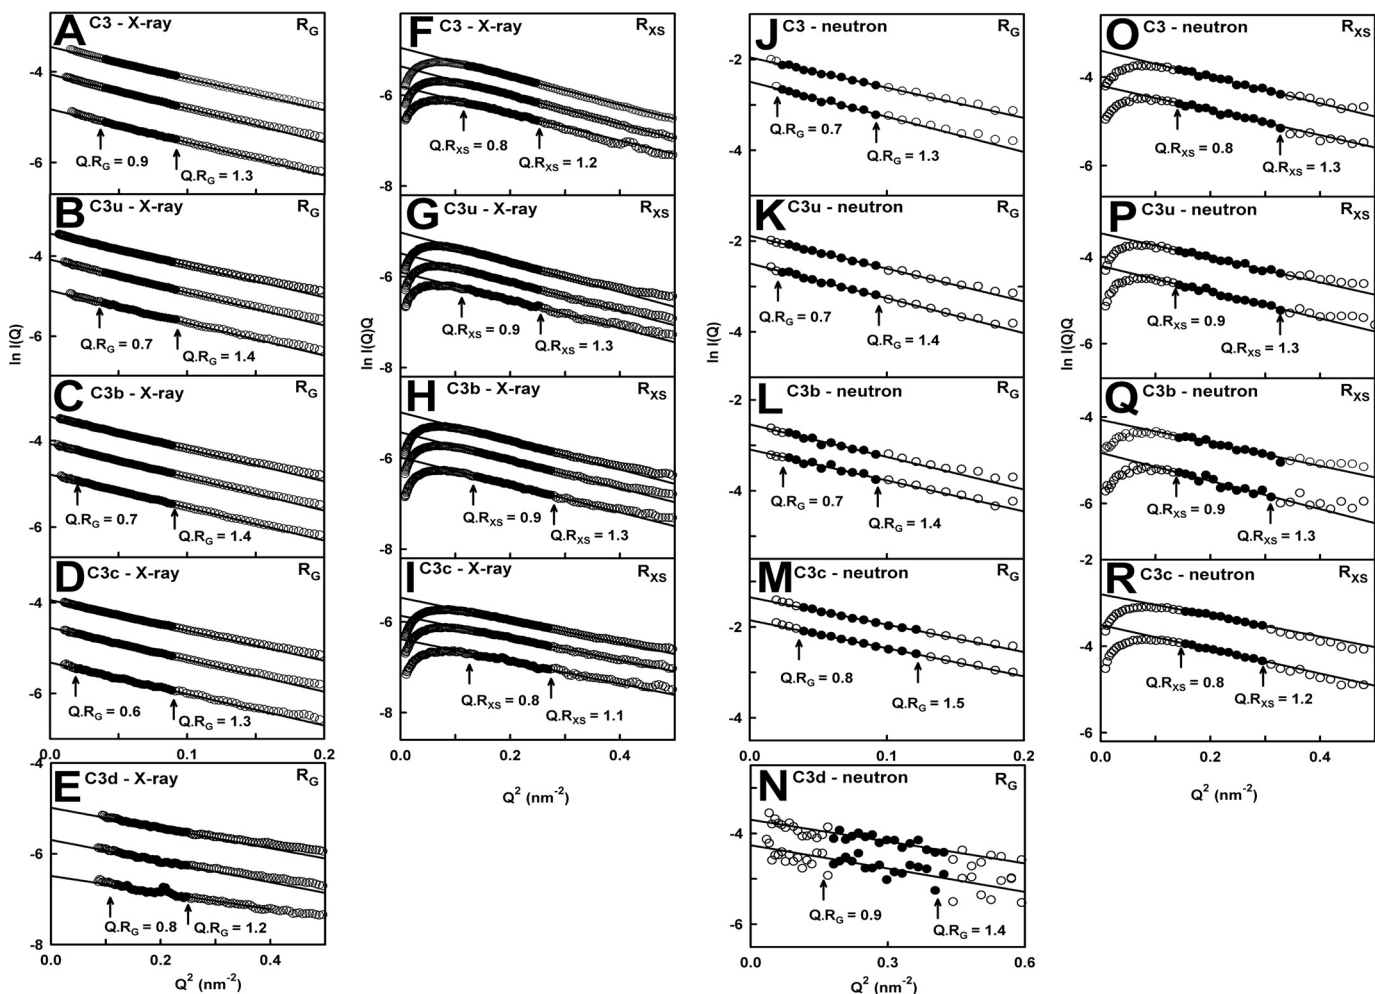 A C3 - X-ray R_G
-4
-6
Q.R_G = 0.9
Q.R_G = 1.3
B C3u - X-ray R_G
-4
-6
Q.R_G = 0.7
Q.R_G = 1.4
ln I(Q)
C C3b - X-ray R_G
-4
-6
Q.R_G = 0.7
Q.R_G = 1.4
D C3c - X-ray R_G
-4
-6
Q.R_G = 0.6
Q.R_G = 1.3
0.0 0.1 0.2
E C3d - X-ray R_G
-4
-6
-8
Q.R_G = 0.8
Q.R_G = 1.2
0.0 0.2 0.4
Q² (nm⁻²)
F C3 - X-ray R_XS
-6
-8
Q.R_XS = 0.8
Q.R_XS = 1.2
G C3u - X-ray R_XS
-6
-8
Q.R_XS = 0.9
Q.R_XS = 1.3
ln I(Q)Q
H C3b - X-ray R_XS
-6
-8
Q.R_XS = 0.9
Q.R_XS = 1.3
I C3c - X-ray R_XS
-6
-8
Q.R_XS = 0.8
Q.R_XS = 1.1
0.0 0.2 0.4
Q² (nm⁻²)
J C3 - neutron R_G
-2
-4
Q.R_G = 0.7
Q.R_G = 1.3
K C3u - neutron R_G
-2
-4
Q.R_G = 0.7
Q.R_G = 1.4
ln I(Q)
L C3b - neutron R_G
-2
-4
Q.R_G = 0.7
Q.R_G = 1.4
M C3c - neutron R_G
-2
-4
Q.R_G = 0.8
Q.R_G = 1.5
0.0 0.1 0.2
N C3d - neutron R_G
-4
-6
Q.R_G = 0.9
Q.R_G = 1.4
0.0 0.3 0.6
Q² (nm⁻²)
O C3 - neutron R_XS
-4
-6
Q.R_XS = 0.8
Q.R_XS = 1.3
P C3u - neutron R_XS
-4
-6
Q.R_XS = 0.9
Q.R_XS = 1.3
ln I(Q)Q
Q C3b - neutron R_XS
-4
-6
Q.R_XS = 0.9
Q.R_XS = 1.3
R C3c - neutron R_XS
-2
-4
-6
Q.R_XS = 0.8
Q.R_XS = 1.2
0.0 0.2 0.4
Q² (nm⁻²)